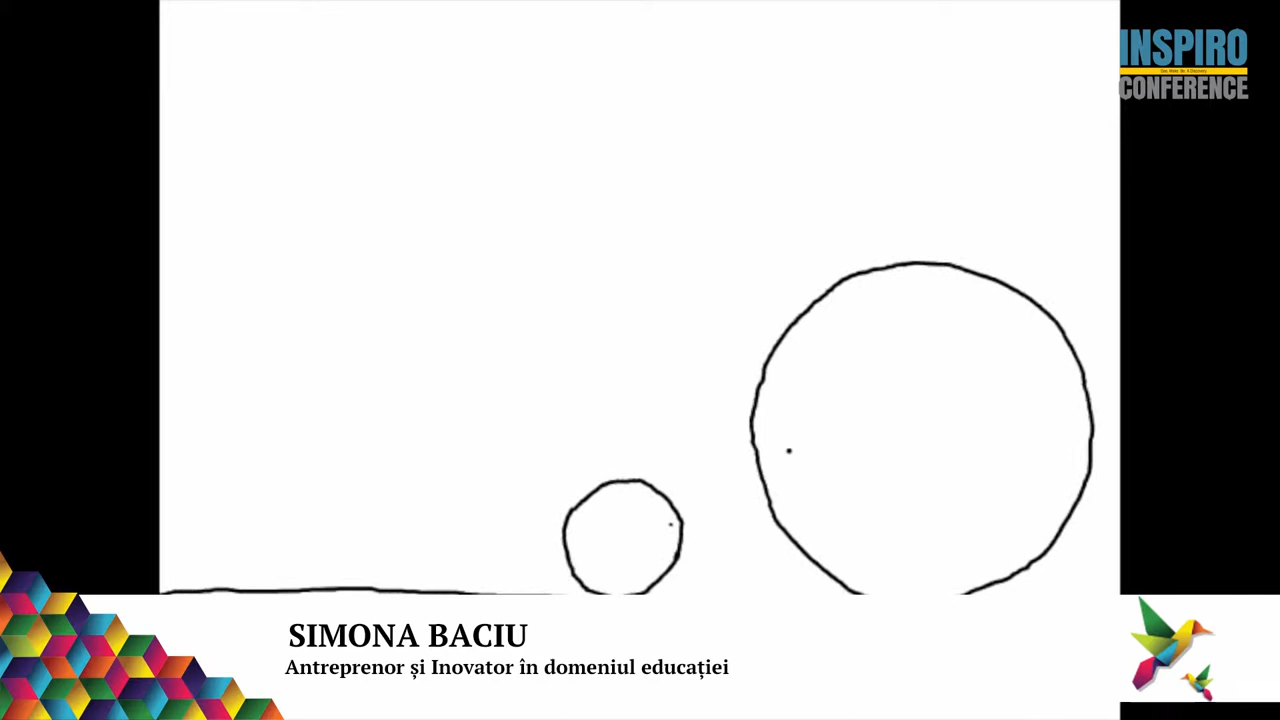 INSPIRO
CONFERENCE
SIMONA BACIU
Antreprenor și Inovator în domeniul educației